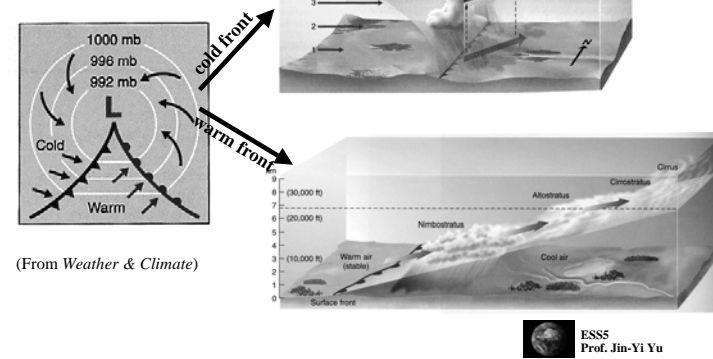 1000 mb
996 mb
992 mb
L
Cold
Warm
cold front
warm front
(From Weather & Climate)
3
2
1
N
km
9
8
7
6
5
4
3
2
1
0
(30,000 ft)
(20,000 ft)
(10,000 ft)
Cirrus
Cirrostratus
Altostratus
Nimbostratus
Warm air
(stable)
Cool air
Surface front
ESS5
Prof. Jin-Yi Yu